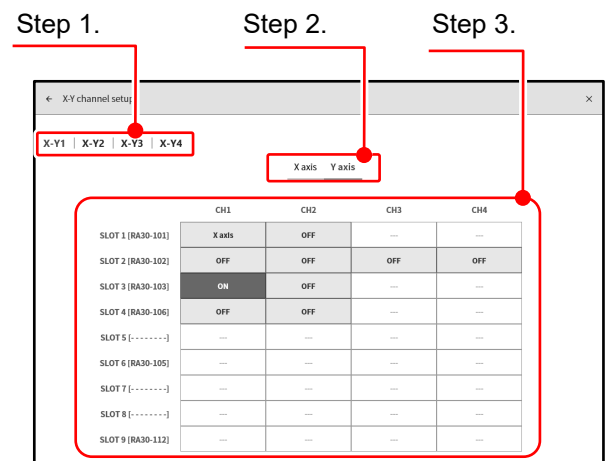 Step 1. Step 2. Step 3.
← X-Y channel setup ×
X-Y1 | X-Y2 | X-Y3 | X-Y4
X axis Y axis
CH1 CH2 CH3 CH4
SLOT 1 [RA30-101] X axis OFF --- ---
SLOT 2 [RA30-102] OFF OFF OFF OFF
SLOT 3 [RA30-103] ON OFF --- ---
SLOT 4 [RA30-106] OFF OFF --- ---
SLOT 5 [- - - - - - - -] --- --- --- ---
SLOT 6 [RA30-105] --- --- --- ---
SLOT 7 [- - - - - - - -] --- --- --- ---
SLOT 8 [- - - - - - - -] --- --- --- ---
SLOT 9 [RA30-112] --- --- --- ---